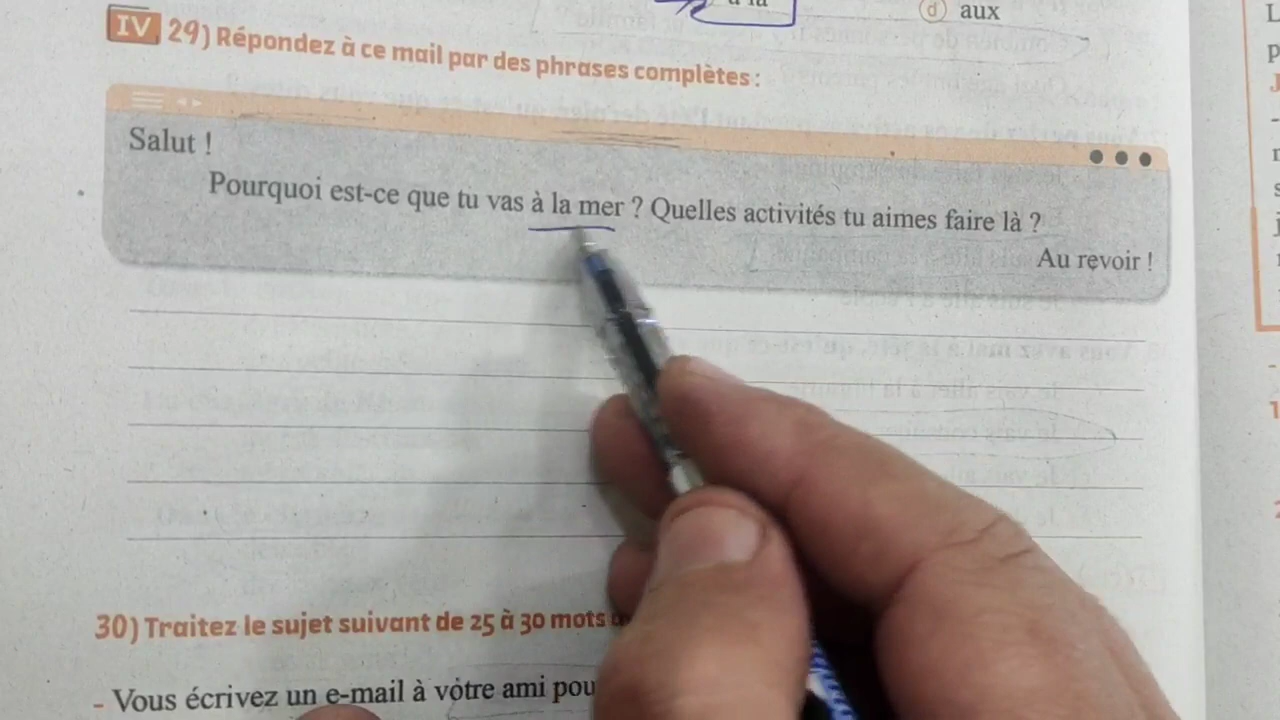 à la
d aux
IV 29) Répondez à ce mail par des phrases complètes :
Salut !
Pourquoi est-ce que tu vas à la mer ? Quelles activités tu aimes faire là ?
Au revoir !
30) Traitez le sujet suivant de 25 à 30 mots
- Vous écrivez un e-mail à votre ami